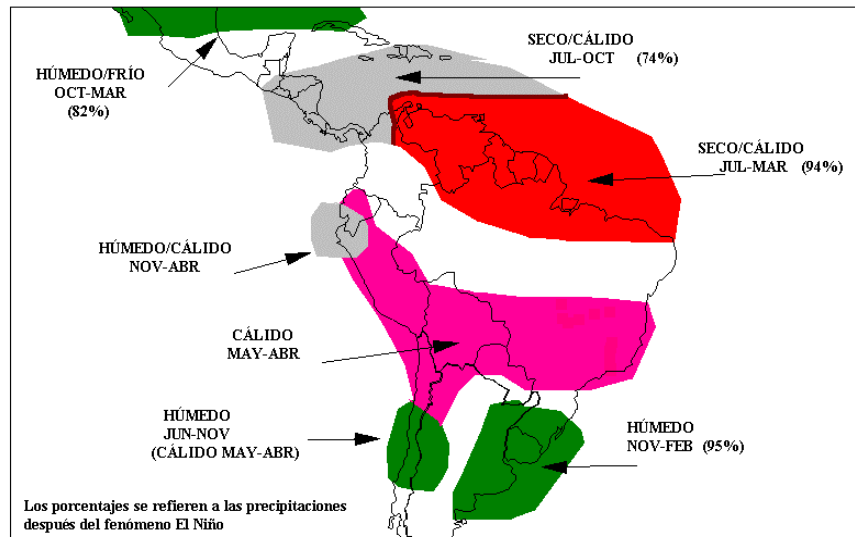 HÚMEDO/FRÍO
OCT-MAR
(82%)
SECO/CÁLIDO
JUL-OCT (74%)
SECO/CÁLIDO
JUL-MAR (94%)
HÚMEDO/CÁLIDO
NOV-ABR
CÁLIDO
MAY-ABR
HÚMEDO
JUN-NOV
(CÁLIDO MAY-ABR)
HÚMEDO
NOV-FEB (95%)
Los porcentajes se refieren a las precipitaciones
después del fenómeno El Niño